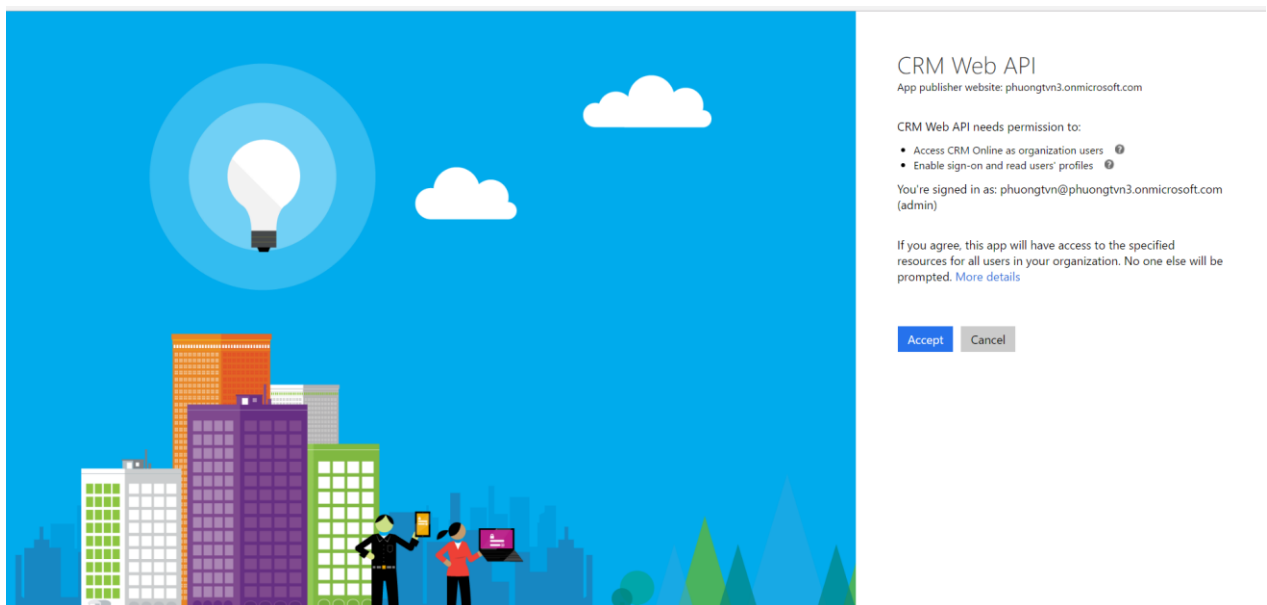 CRM Web API
App publisher website: phuongtvn3.onmicrosoft.com
CRM Web API needs permission to:
• Access CRM Online as organization users
• Enable sign-on and read users' profiles
You're signed in as: phuongtvn@phuongtvn3.onmicrosoft.com
(admin)
If you agree, this app will have access to the specified
resources for all users in your organization. No one else will be
prompted. More details
Accept Cancel